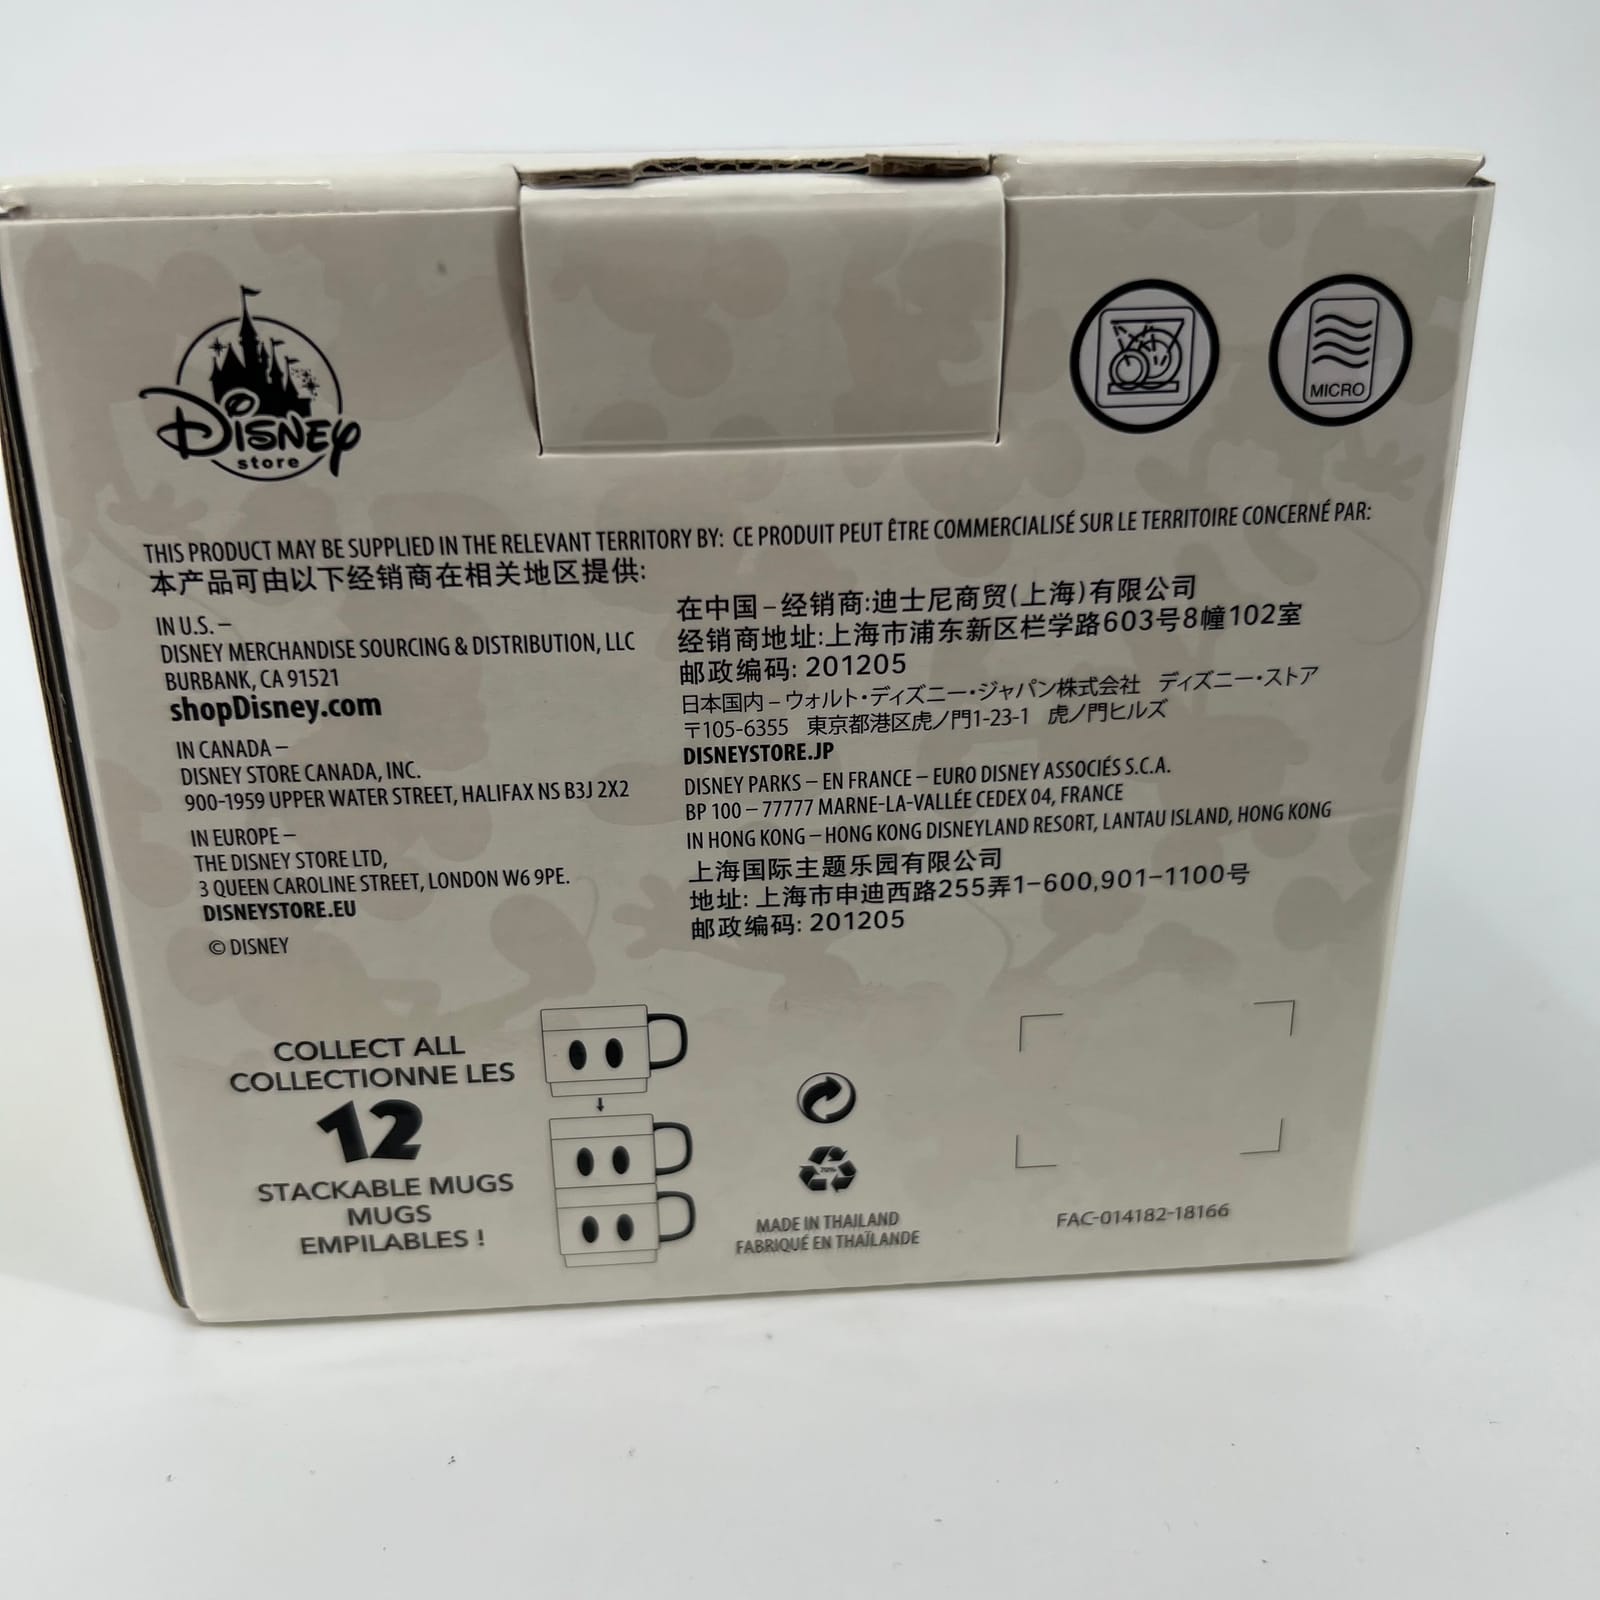 Disney
store
MICRO
THIS PRODUCT MAY BE SUPPLIED IN THE RELEVANT TERRITORY BY: CE PRODUIT PEUT ÊTRE COMMERCIALISÉ SUR LE TERRITOIRE CONCERNÉ PAR:
本产品可由以下经销商在相关地区提供:
IN U.S. –
DISNEY MERCHANDISE SOURCING & DISTRIBUTION, LLC
BURBANK, CA 91521
shopDisney.com
IN CANADA –
DISNEY STORE CANADA, INC.
900-1959 UPPER WATER STREET, HALIFAX NS B3J 2X2
IN EUROPE –
THE DISNEY STORE LTD,
3 QUEEN CAROLINE STREET, LONDON W6 9PE.
DISNEYSTORE.EU
© DISNEY
在中国 – 经销商:迪士尼商贸(上海)有限公司
经销商地址:上海市浦东新区栏学路603号8幢102室
邮政编码: 201205
日本国内 – ウォルト・ディズニー・ジャパン株式会社 ディズニー・ストア
〒105-6355 東京都港区虎ノ門1-23-1 虎ノ門ヒルズ
DISNEYSTORE.JP
DISNEY PARKS – EN FRANCE – EURO DISNEY ASSOCIÉS S.C.A.
BP 100 – 77777 MARNE-LA-VALLÉE CEDEX 04, FRANCE
IN HONG KONG – HONG KONG DISNEYLAND RESORT, LANTAU ISLAND, HONG KONG
上海国际主题乐园有限公司
地址: 上海市申迪西路255弄1-600,901-1100号
邮政编码: 201205
COLLECT ALL
COLLECTIONNE LES
12
STACKABLE MUGS
MUGS
EMPILABLES !
70%
MADE IN THAILAND
FABRIQUÉ EN THAÏLANDE
FAC-014182-18166